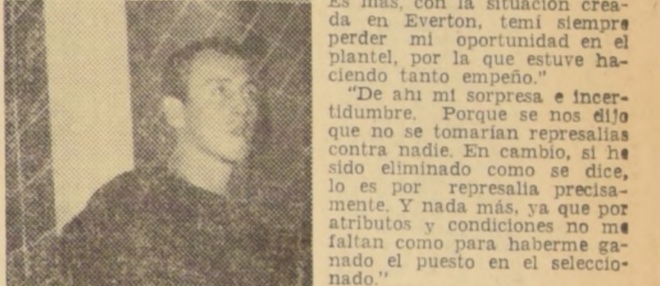 Es más, con la situación crea-
da en Everton, temí siempre
perder mi oportunidad en el
plantel, por la que estuve ha-
ciendo tanto empeño."
"De ahi mi sorpresa e incer-
tidumbre. Porque se nos dijo
que no se tomarían represalias
contra nadie. En cambio, si he
sido eliminado como se dice,
lo es por represalia precisa-
mente. Y nada más, ya que por
atributos y condiciones no me
faltan como para haberme ga-
nado el puesto en el seleccio-
nado."